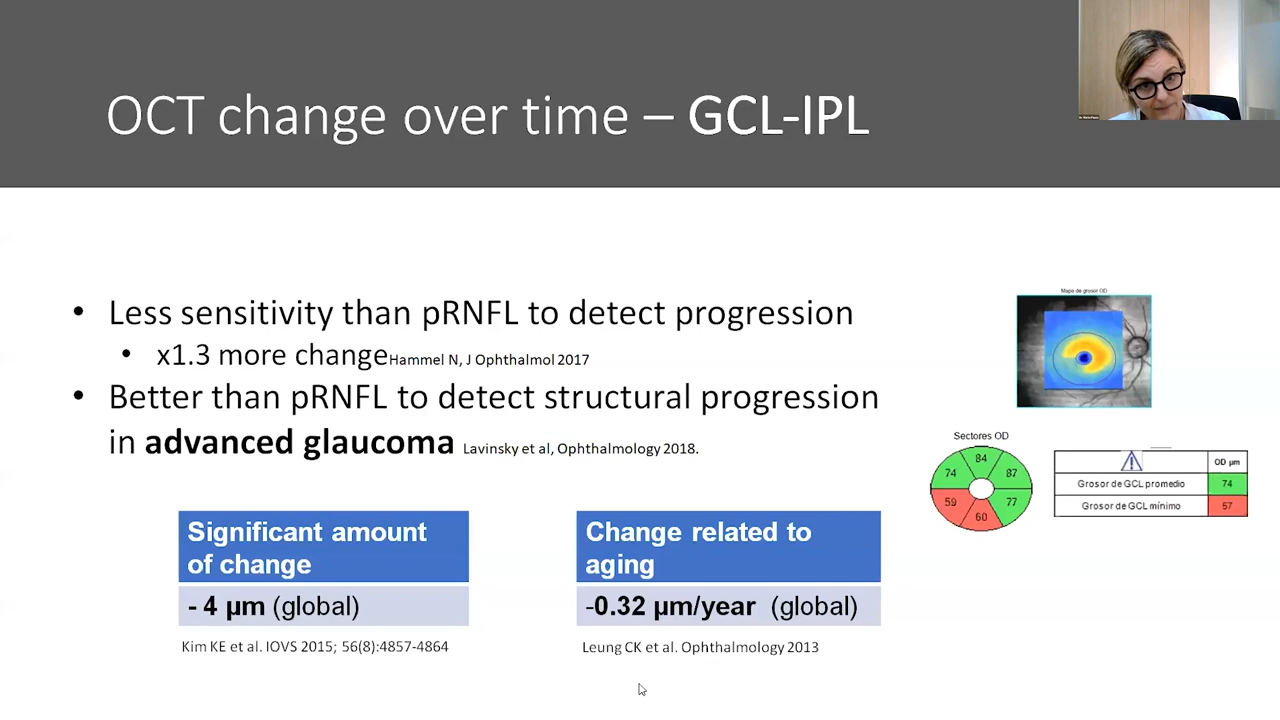 OCT change over time – GCL-IPL
• Less sensitivity than pRNFL to detect progression
• x1.3 more change Hammel N, J Ophthalmol 2017
• Better than pRNFL to detect structural progression
in advanced glaucoma Lavinsky et al, Ophthalmology 2018.
Significant amount
of change
- 4 µm (global)
Kim KE et al. IOVS 2015; 56(8):4857-4864
Change related to
aging
-0.32 µm/year (global)
Leung CK et al. Ophthalmology 2013
Mapa de grosor OD
Sectores OD
84
74 87
59 77
60
OD µm
Grosor de GCL promedio 74
Grosor de GCL mínimo 57